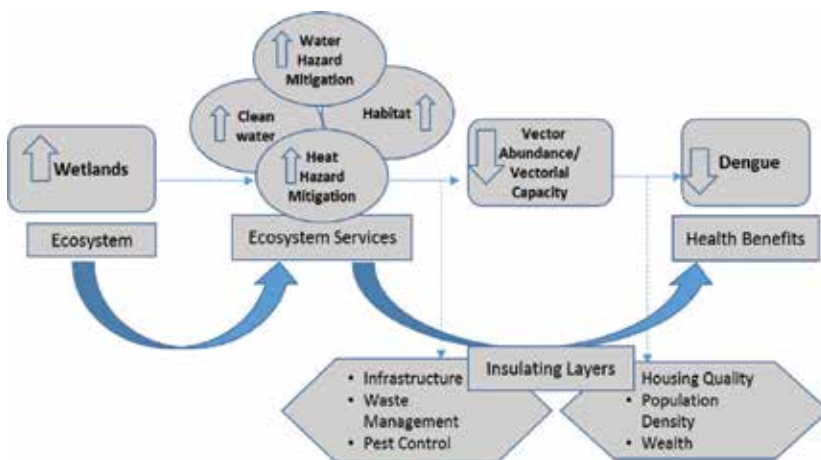 Water
Hazard
Mitigation
Clean
water
Habitat
Heat
Hazard
Mitigation
Wetlands
Vector
Abundance/
Vectorial
Capacity
Dengue
Ecosystem
Ecosystem Services
Health Benefits
Insulating Layers
• Infrastructure
• Waste
Management
• Pest Control
Housing Quality
• Population
Density
• Wealth